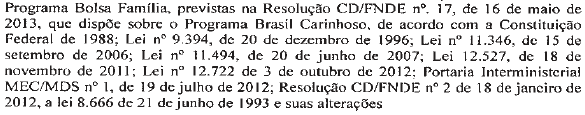 Programa Bolsa Família, previstas na Resolução CD/FNDE nº. 17, de 16 de maio de
2013, que dispõe sobre o Programa Brasil Carinhoso, de acordo com a Constituição
Federal de 1988; Lei nº 9.394, de 20 de dezembro de 1996; Lei nº 11.346, de 15 de
setembro de 2006; Lei nº 11.494, de 20 de junho de 2007; Lei 12.527, de 18 de
novembro de 2011; Lei nº 12.722 de 3 de outubro de 2012; Portaria Interministerial
MEC/MDS nº 1, de 19 de julho de 2012; Resolução CD/FNDE nº 2 de 18 de janeiro de
2012, a lei 8.666 de 21 de junho de 1993 e suas alterações